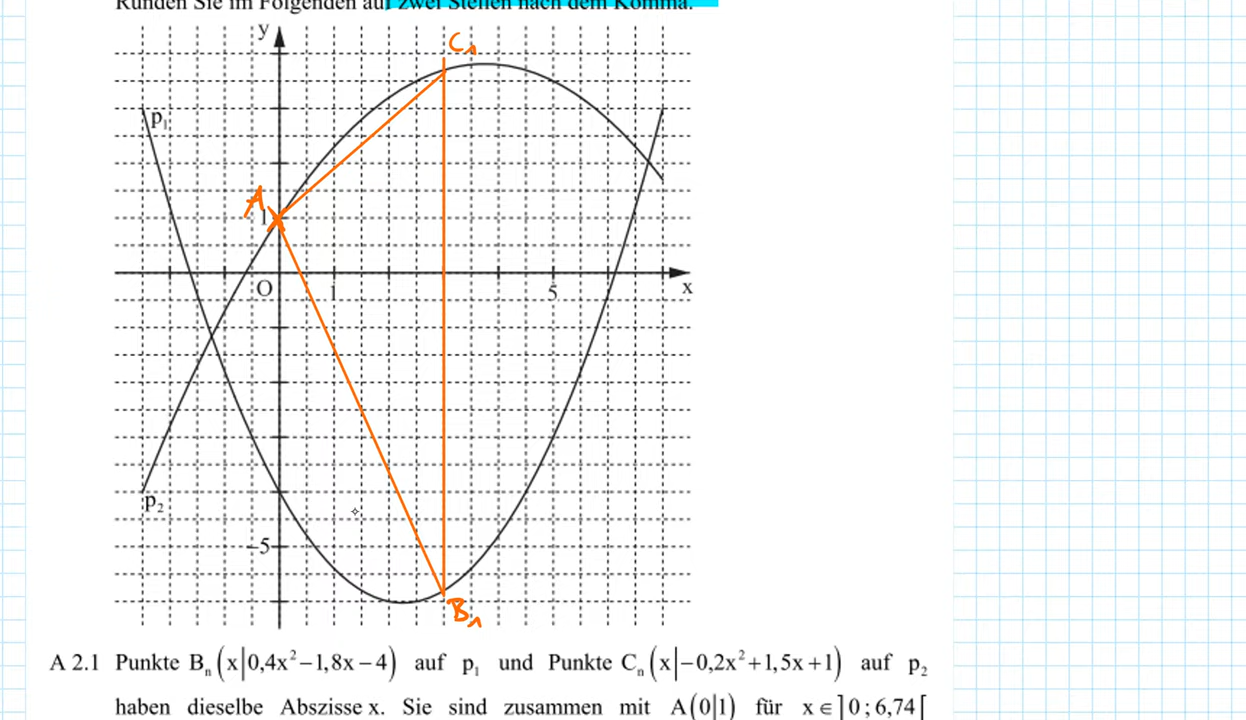 Runden Sie im Folgenden auf zwei Stellen nach dem Komma.
y
C₁
p₁
A
1
O
1
5
x
p₂
–5
B₁
A 2.1 Punkte Bₙ(x|0,4x²−1,8x−4) auf p₁ und Punkte Cₙ(x|−0,2x²+1,5x+1) auf p₂
haben dieselbe Abszisse x. Sie sind zusammen mit A(0|1) für x∈]0;6,74[